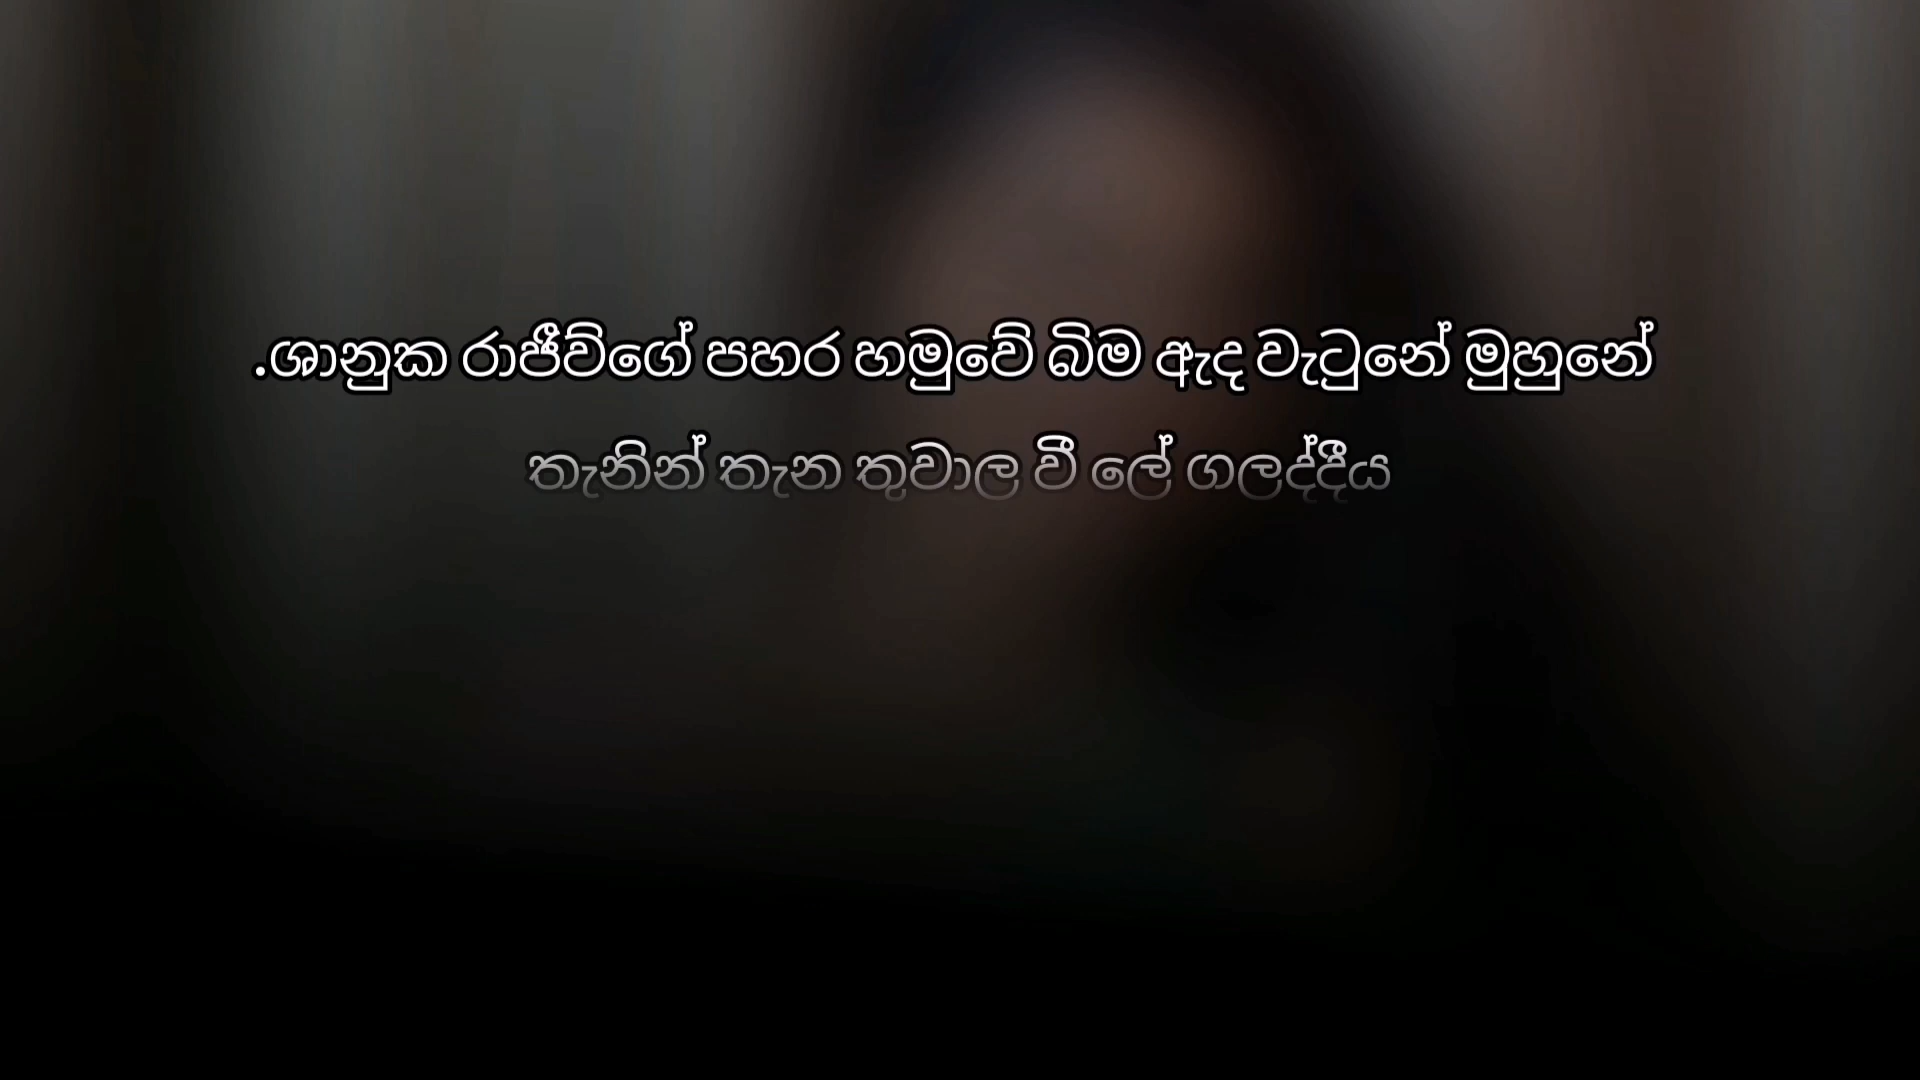 .ශානුක රාජීව්ගේ පහර හමුවේ බිම ඇද වැටුනේ මුහුනේ
තැනින් තැන තුවාල වී ලේ ගලද්දීය